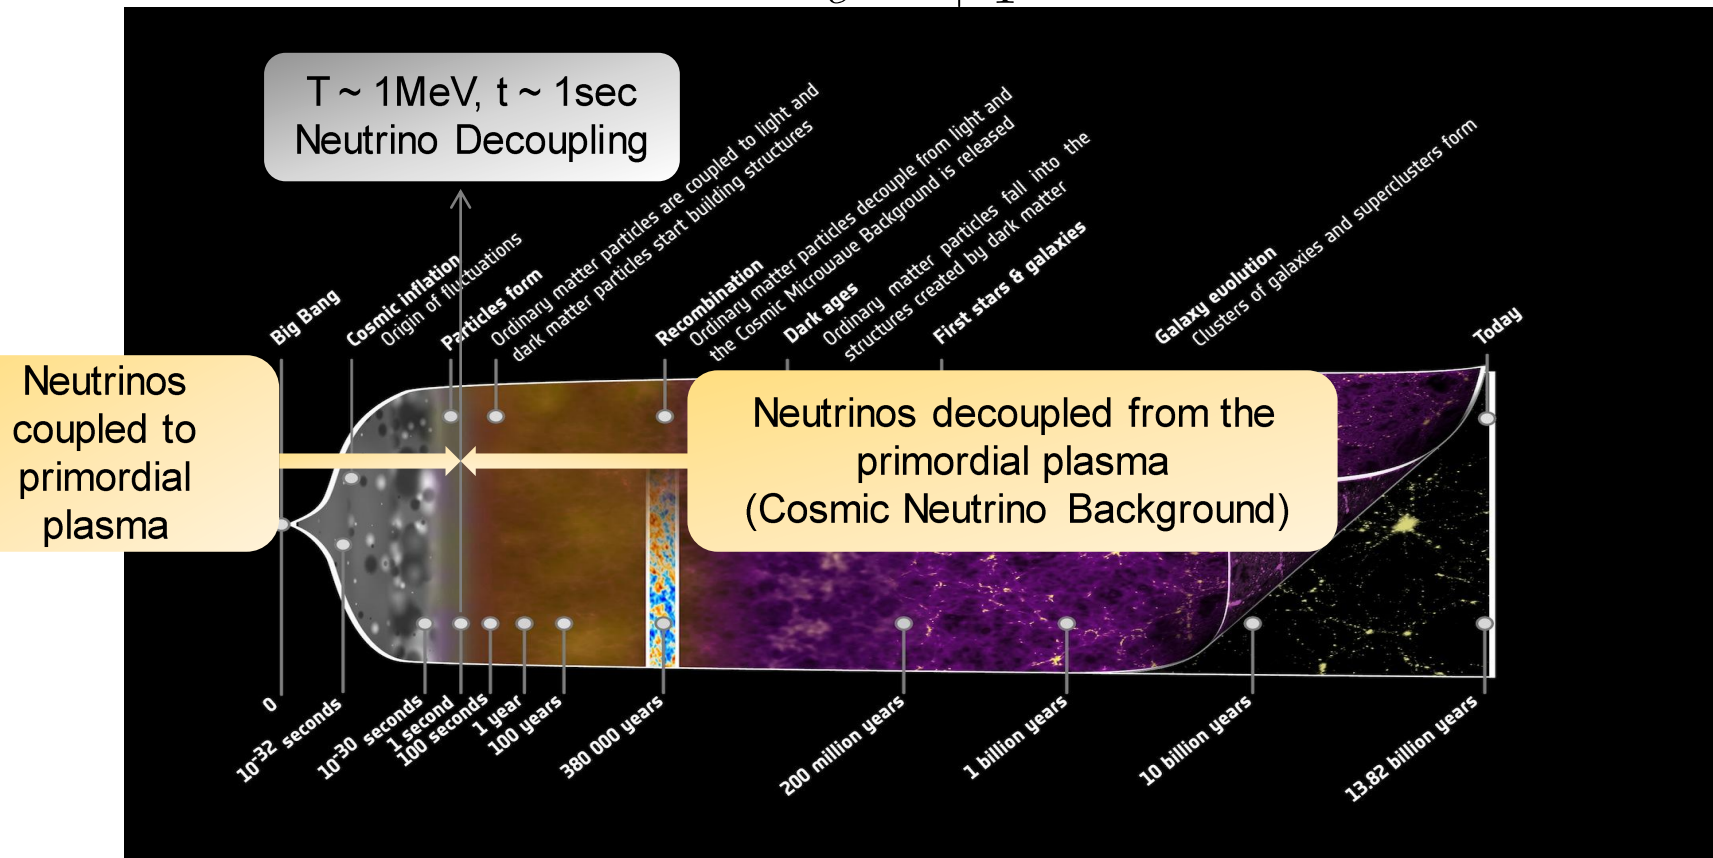 T ~ 1MeV, t ~ 1sec
Neutrino Decoupling
Big Bang
Cosmic inflation
Origin of fluctuations
Particles form
Ordinary matter particles are coupled to light and
dark matter particles start building structures
Recombination
Ordinary matter particles decouple from light and
the Cosmic Microwave Background is released
Dark ages
Ordinary matter particles fall into the
structures created by dark matter
First stars & galaxies
Galaxy evolution
Clusters of galaxies and superclusters form
Today
Neutrinos
coupled to
primordial
plasma
Neutrinos decoupled from the
primordial plasma
(Cosmic Neutrino Background)
0
10-32 seconds
10-30 seconds
1 second
100 seconds
1 year
100 years
380 000 years
200 million years
1 billion years
10 billion years
13.82 billion years